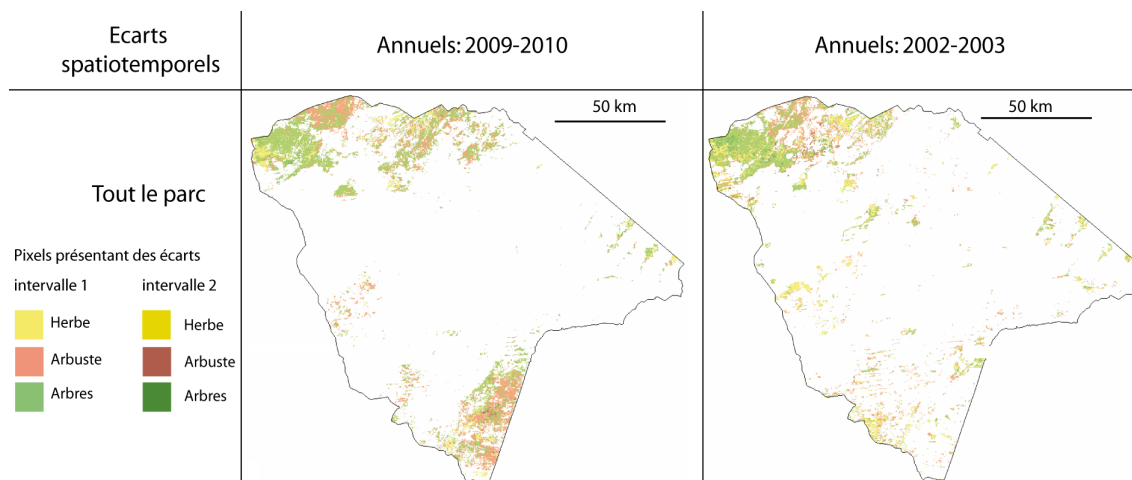 Ecarts
spatiotemporels
Annuels: 2009-2010
Annuels: 2002-2003
50 km
50 km
Tout le parc
Pixels présentant des écarts
intervalle 1
intervalle 2
Herbe
Herbe
Arbuste
Arbuste
Arbres
Arbres